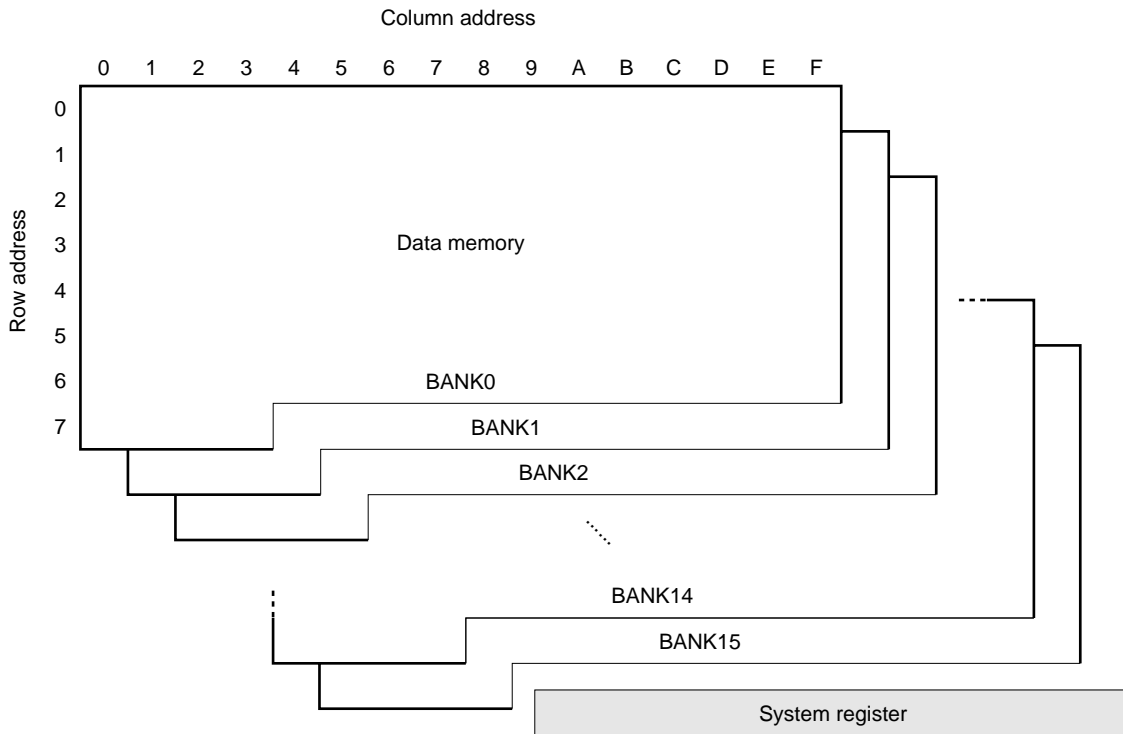 Column address
0 1 2 3 4 5 6 7 8 9 A B C D E F
Row address
0
1
2
3
4
5
6
7
Data memory
BANK0
BANK1
BANK2
BANK14
BANK15
System register